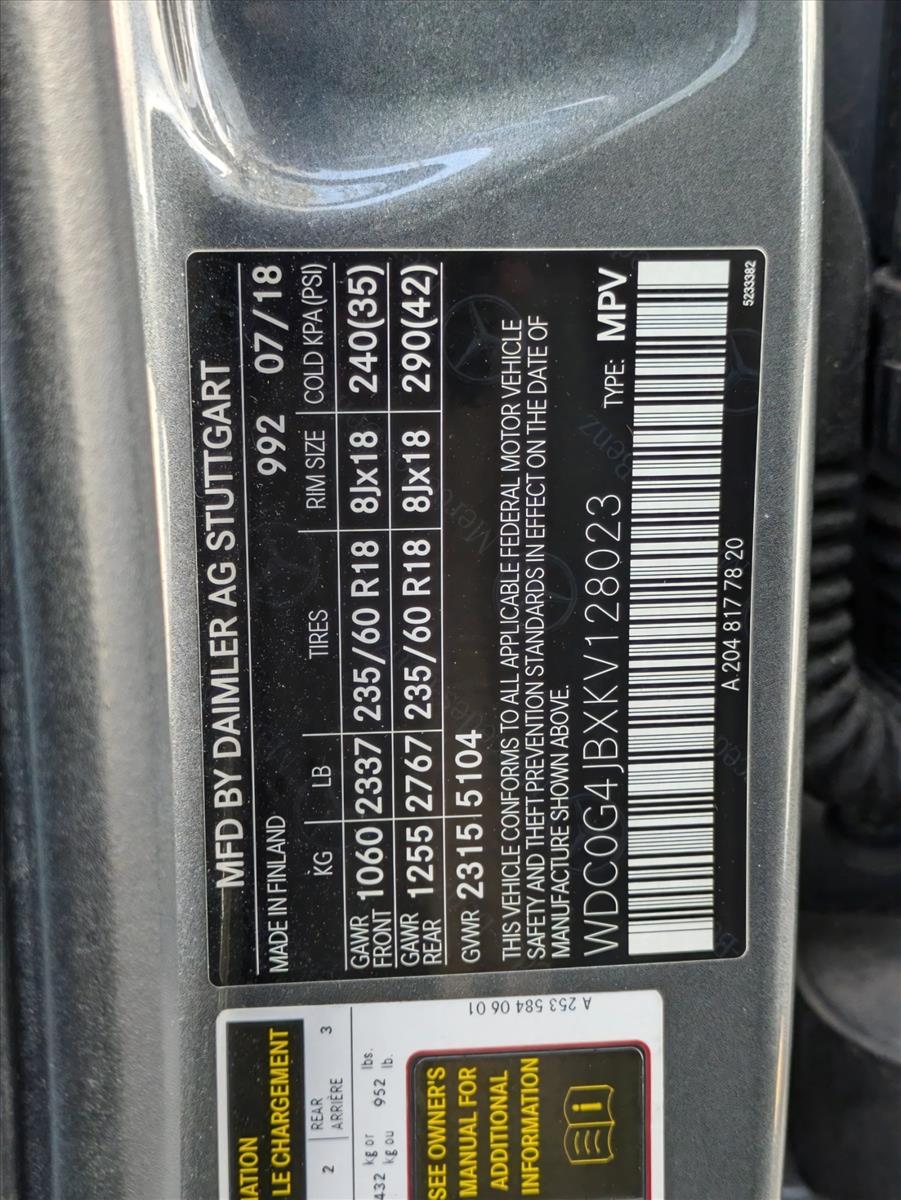 MFD BY DAIMLER AG STUTTGART
MADE IN FINLAND 992 07/18
KG LB TIRES RIM SIZE COLD KPA(PSI)
GAWR FRONT 1060 2337 235/60 R18 8Jx18 240(35)
GAWR REAR 1255 2767 235/60 R18 8Jx18 290(42)
GVWR 2315 5104
THIS VEHICLE CONFORMS TO ALL APPLICABLE FEDERAL MOTOR VEHICLE
SAFETY AND THEFT PREVENTION STANDARDS IN EFFECT ON THE DATE OF
MANUFACTURE SHOWN ABOVE.
WDC0G4JBXKV128023 TYPE: MPV
A 204 817 78 20
5233382
LE CHARGEMENT
2 REAR 3
ARRIÈRE
432 kg or lbs.
kg ou 952 lb.
SEE OWNER'S
MANUAL FOR
ADDITIONAL
INFORMATION
A 253 584 06 01